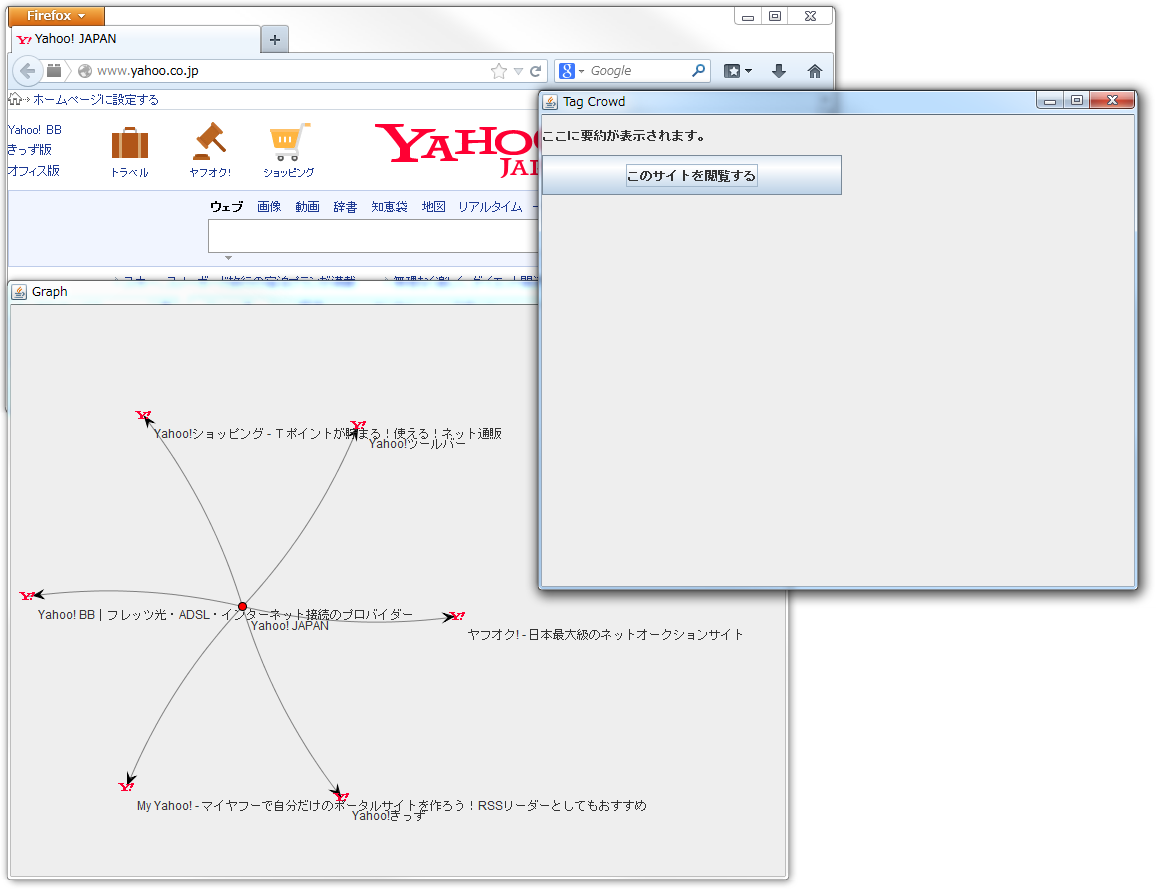 Firefox
Yahoo! JAPAN
www.yahoo.co.jp
Google
ホームページに設定する
Yahoo! BB
きっず版
オフィス版
トラベル
ヤフオク!
ショッピング
YAHOO
ウェブ 画像 動画 辞書 知恵袋 地図 リアルタイム
Tag Crowd
ここに要約が表示されます。
このサイトを閲覧する
Graph
Yahoo!ショッピング - Tポイントが貯まる！使える！ネット通販
Yahoo!ツールバー
Yahoo! BB｜フレッツ光・ADSL・インターネット接続のプロバイダー
Yahoo! JAPAN
ヤフオク! - 日本最大級のネットオークションサイト
My Yahoo! - マイヤフーで自分だけのポータルサイトを作ろう！RSSリーダーとしてもおすすめ
Yahoo!きっず